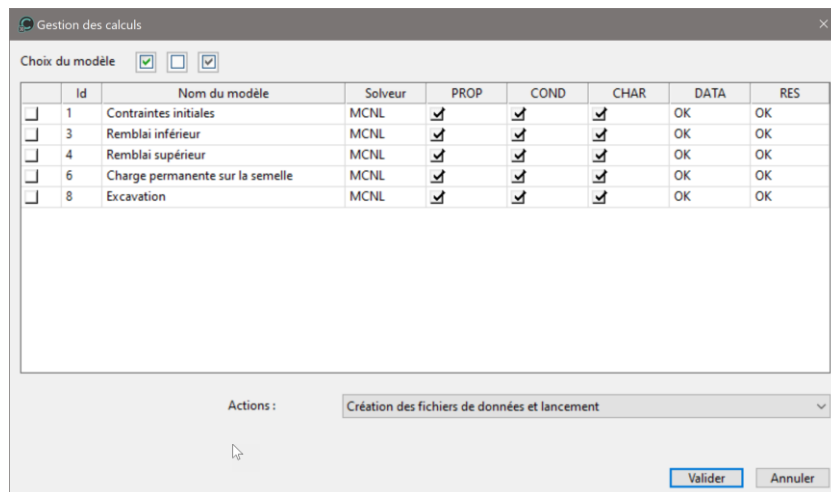 Gestion des calculs
Choix du modèle
Id Nom du modèle Solveur PROP COND CHAR DATA RES
1 Contraintes initiales MCNL OK OK
3 Remblai inférieur MCNL OK OK
4 Remblai supérieur MCNL OK OK
6 Charge permanente sur la semelle MCNL OK OK
8 Excavation MCNL OK OK
Actions : Création des fichiers de données et lancement
Valider Annuler